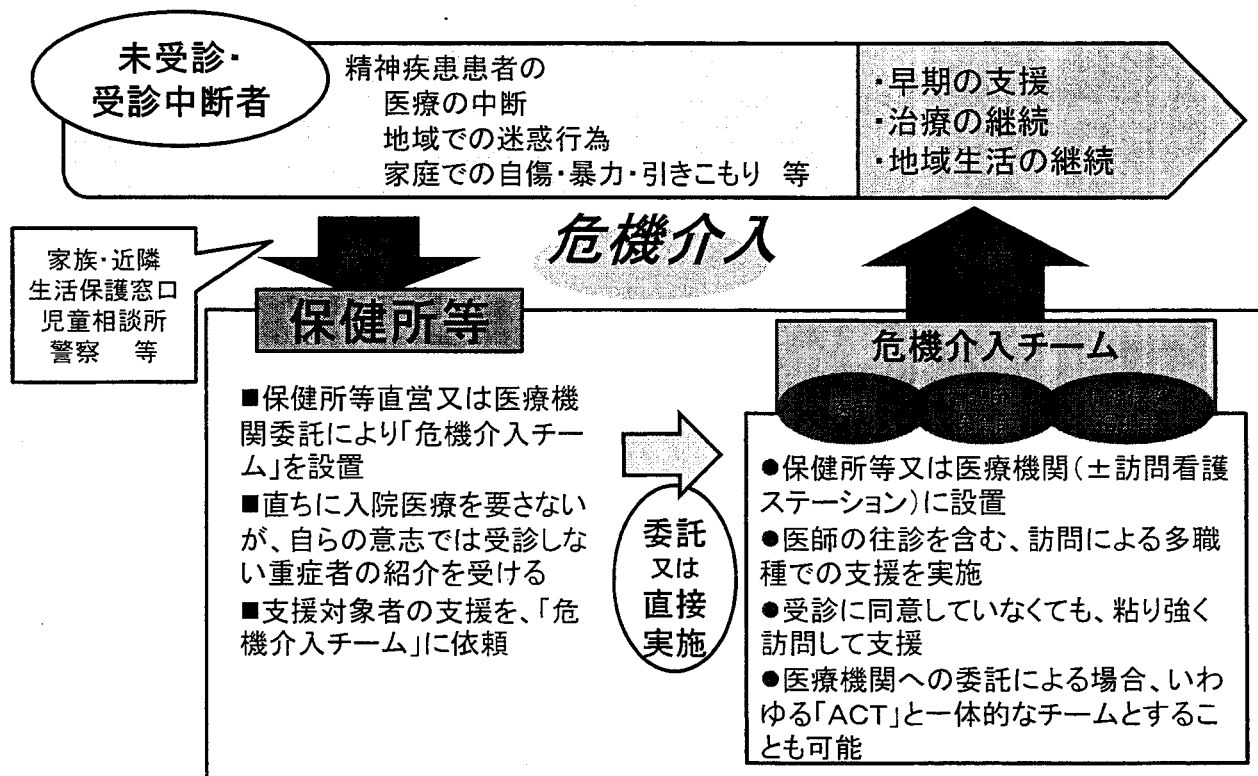 未受診・
受診中断者
精神疾患患者の
医療の中断
地域での迷惑行為
家庭での自傷・暴力・引きこもり 等
・早期の支援
・治療の継続
・地域生活の継続
危機介入
家族・近隣
生活保護窓口
児童相談所
警察 等
保健所等
■保健所等直営又は医療機
関委託により「危機介入チー
ム」を設置
■直ちに入院医療を要さない
が、自らの意志では受診しな
い重症者の紹介を受ける
■支援対象者の支援を、「危
機介入チーム」に依頼
委託
又は
直接
実施
危機介入チーム
●保健所等又は医療機関(±訪問看護
ステーション)に設置
●医師の往診を含む、訪問による多職
種での支援を実施
●受診に同意していなくても、粘り強く
訪問して支援
●医療機関への委託による場合、いわ
ゆる「ACT」と一体的なチームとするこ
とも可能